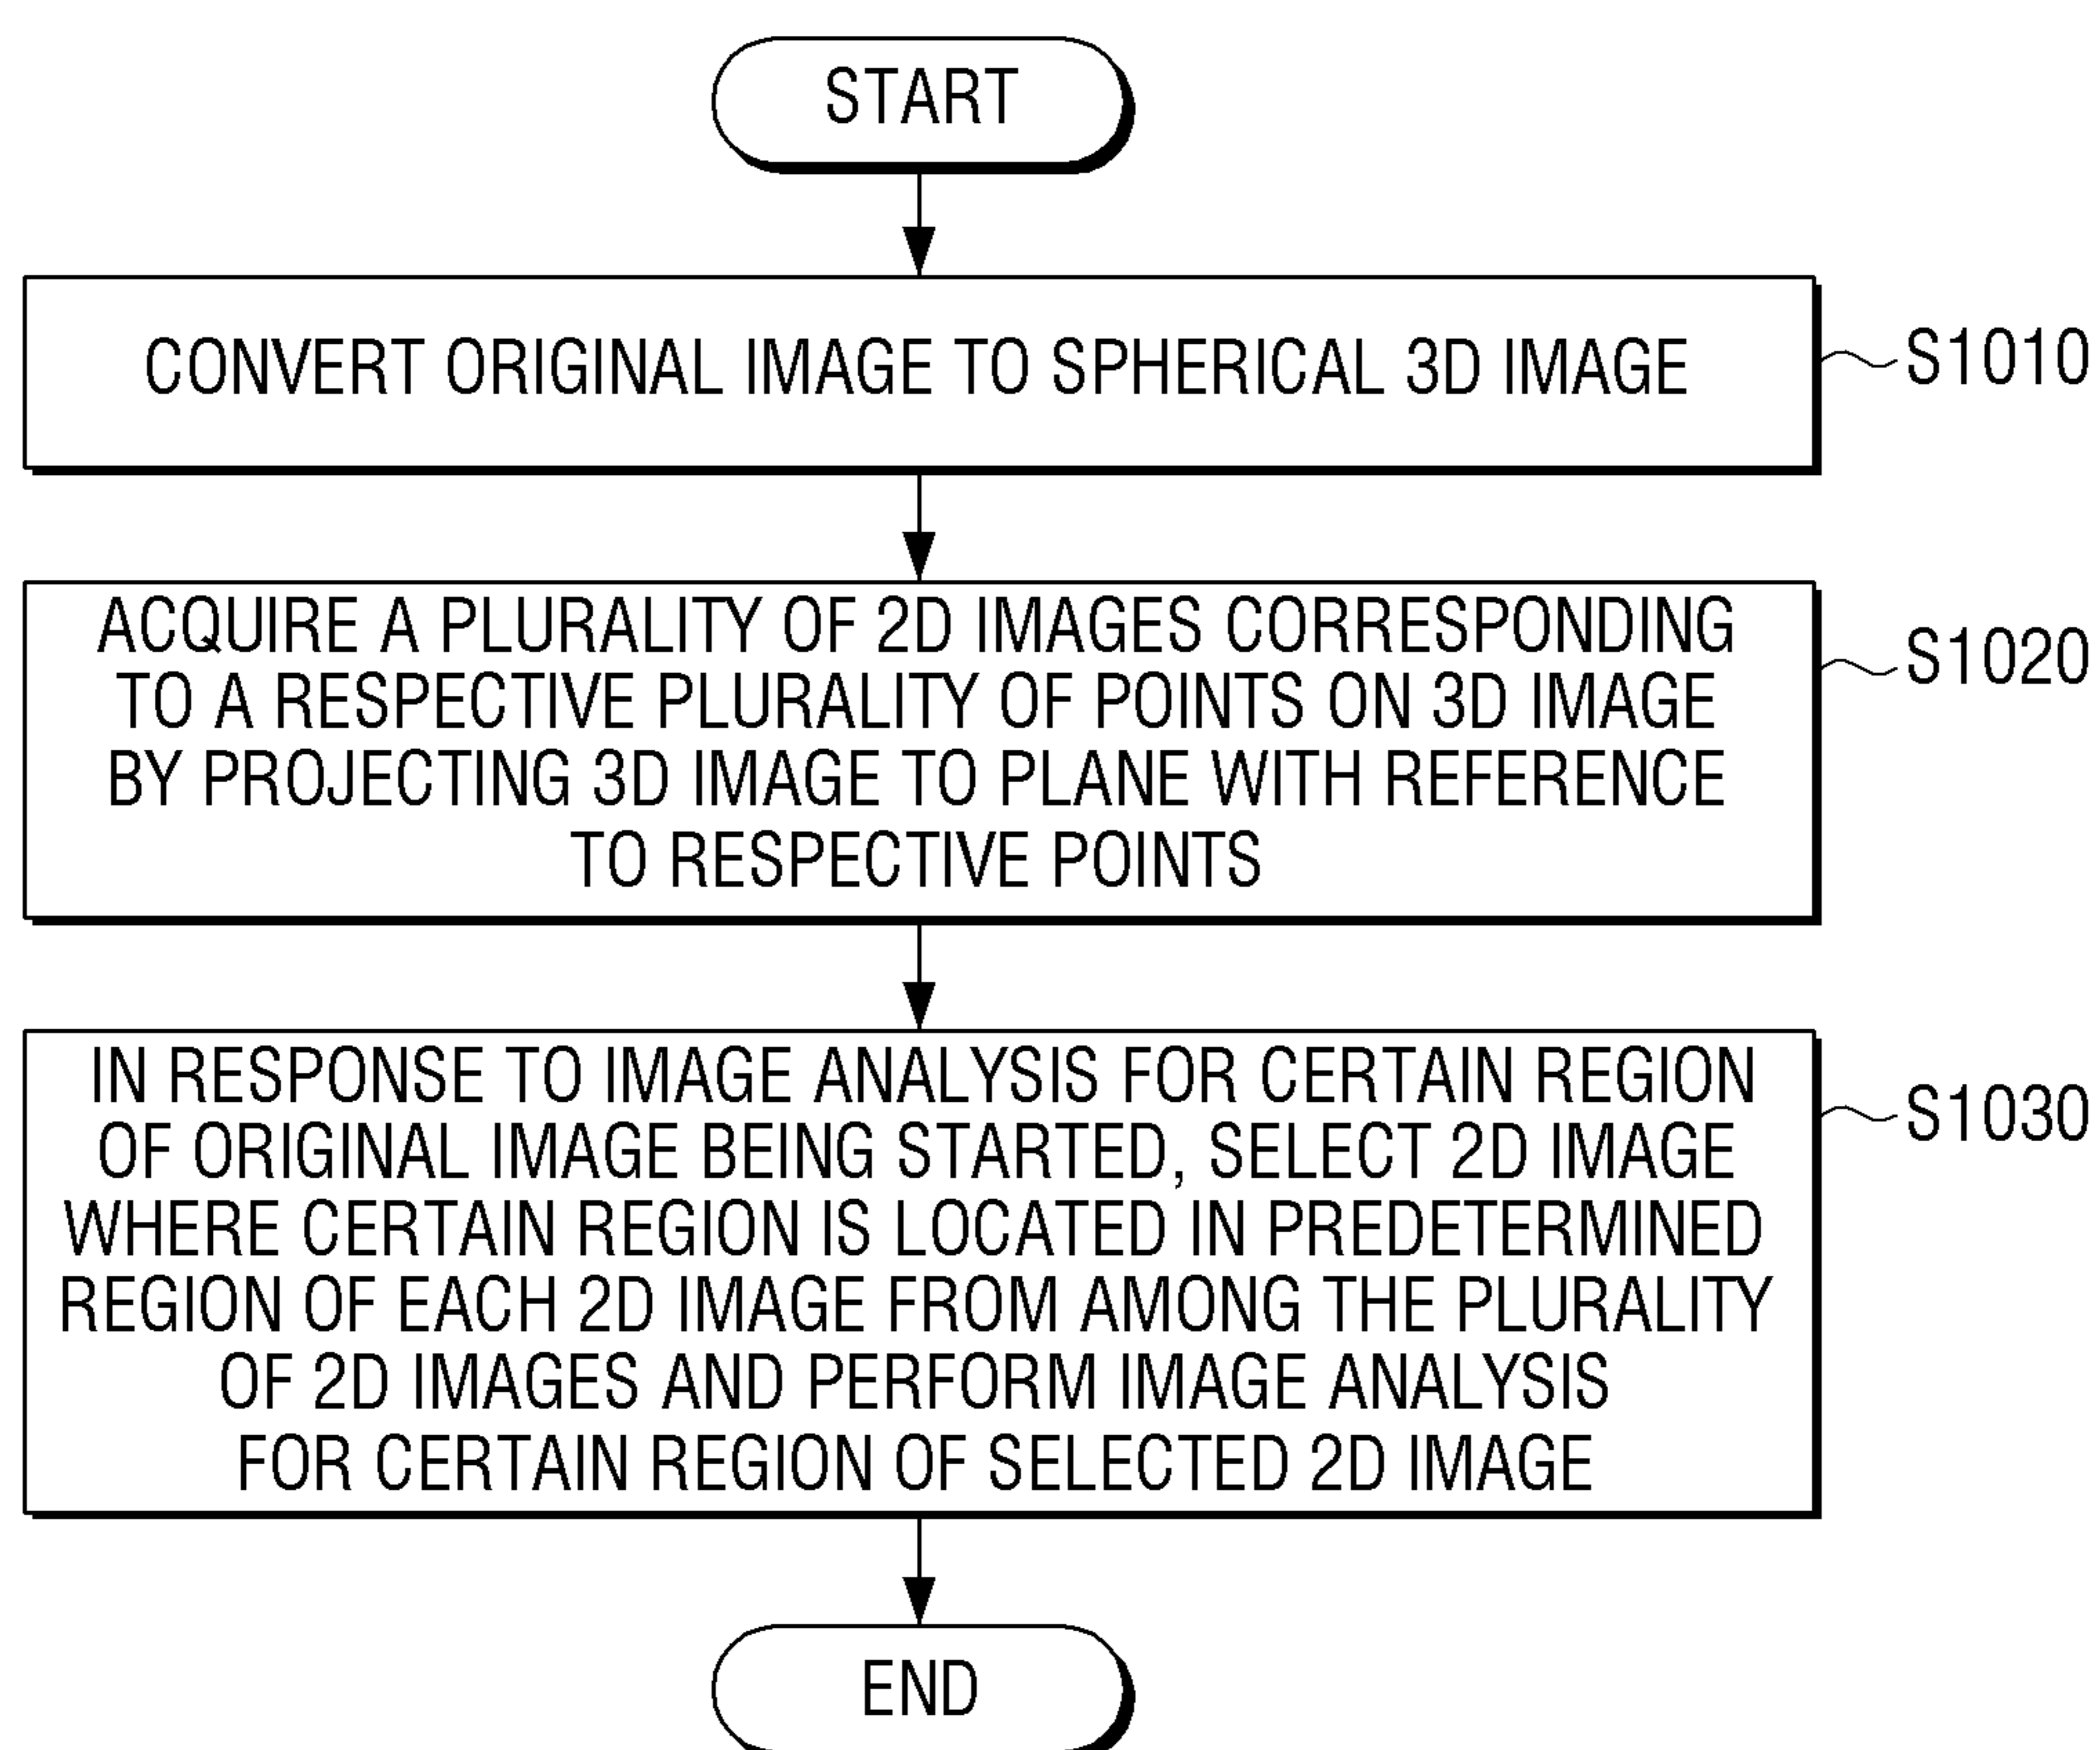 START
CONVERT ORIGINAL IMAGE TO SPHERICAL 3D IMAGE
S1010
ACQUIRE A PLURALITY OF 2D IMAGES CORRESPONDING
TO A RESPECTIVE PLURALITY OF POINTS ON 3D IMAGE
BY PROJECTING 3D IMAGE TO PLANE WITH REFERENCE
TO RESPECTIVE POINTS
S1020
IN RESPONSE TO IMAGE ANALYSIS FOR CERTAIN REGION
OF ORIGINAL IMAGE BEING STARTED, SELECT 2D IMAGE
WHERE CERTAIN REGION IS LOCATED IN PREDETERMINED
REGION OF EACH 2D IMAGE FROM AMONG THE PLURALITY
OF 2D IMAGES AND PERFORM IMAGE ANALYSIS
FOR CERTAIN REGION OF SELECTED 2D IMAGE
S1030
END